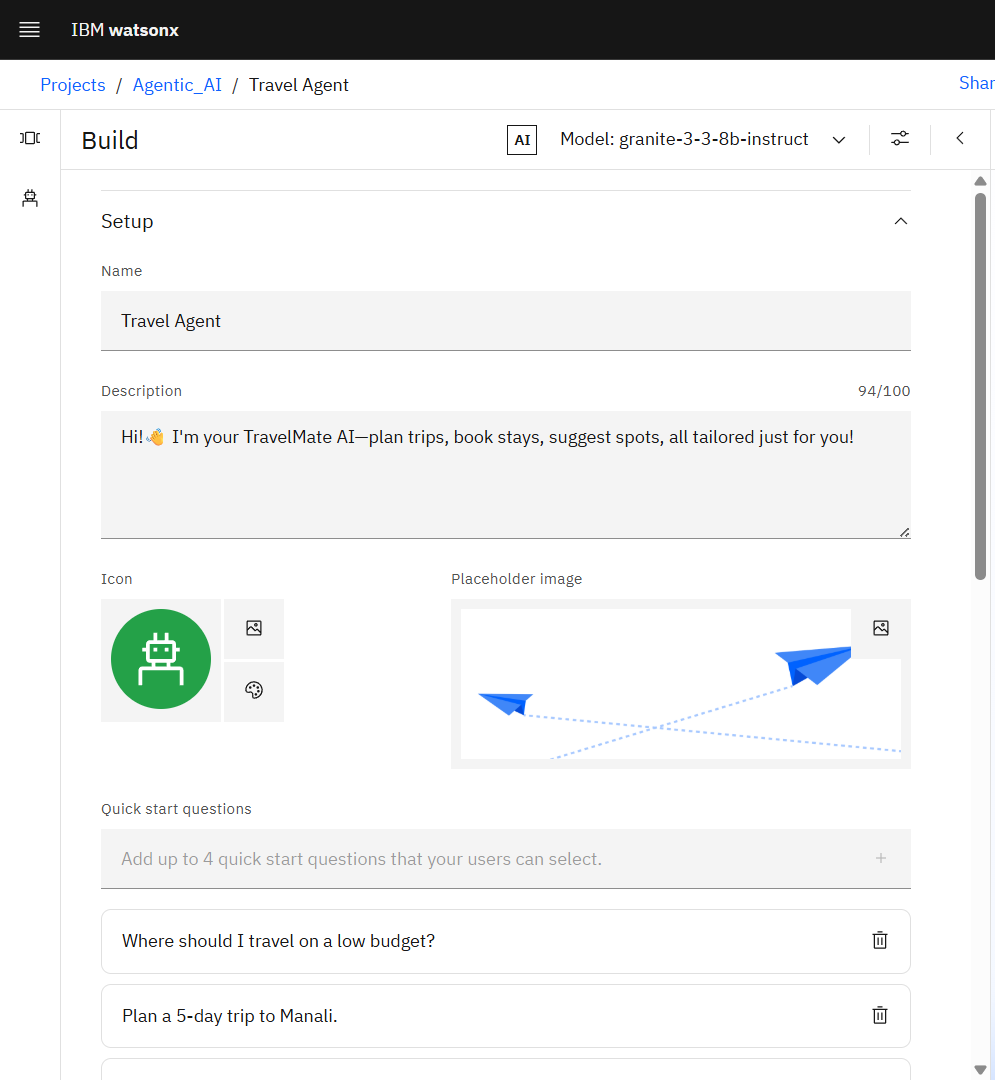 IBM watsonx
Projects / Agentic_AI / Travel Agent
Shar
Build
AI
Model: granite-3-3-8b-instruct
Setup
Name
Travel Agent
Description
94/100
Hi!👋 I'm your TravelMate AI—plan trips, book stays, suggest spots, all tailored just for you!
Icon
Placeholder image
Quick start questions
Add up to 4 quick start questions that your users can select.
Where should I travel on a low budget?
Plan a 5-day trip to Manali.